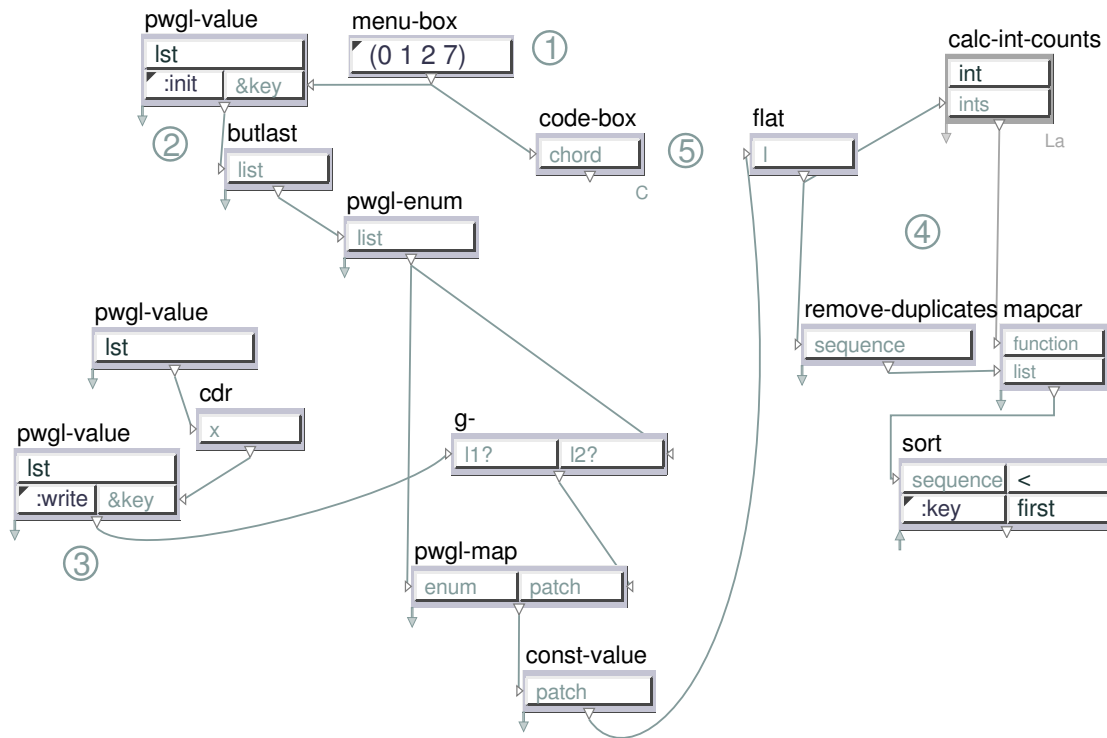 pwgl-value
lst
:init &key
menu-box
(0 1 2 7)
1
2
butlast
list
code-box
chord
C
5
pwgl-enum
list
flat
l
calc-int-counts
int
ints
La
4
pwgl-value
lst
cdr
x
pwgl-value
lst
:write &key
3
g-
l1? l2?
pwgl-map
enum patch
const-value
patch
remove-duplicates
sequence
mapcar
function
list
sort
sequence <
:key first